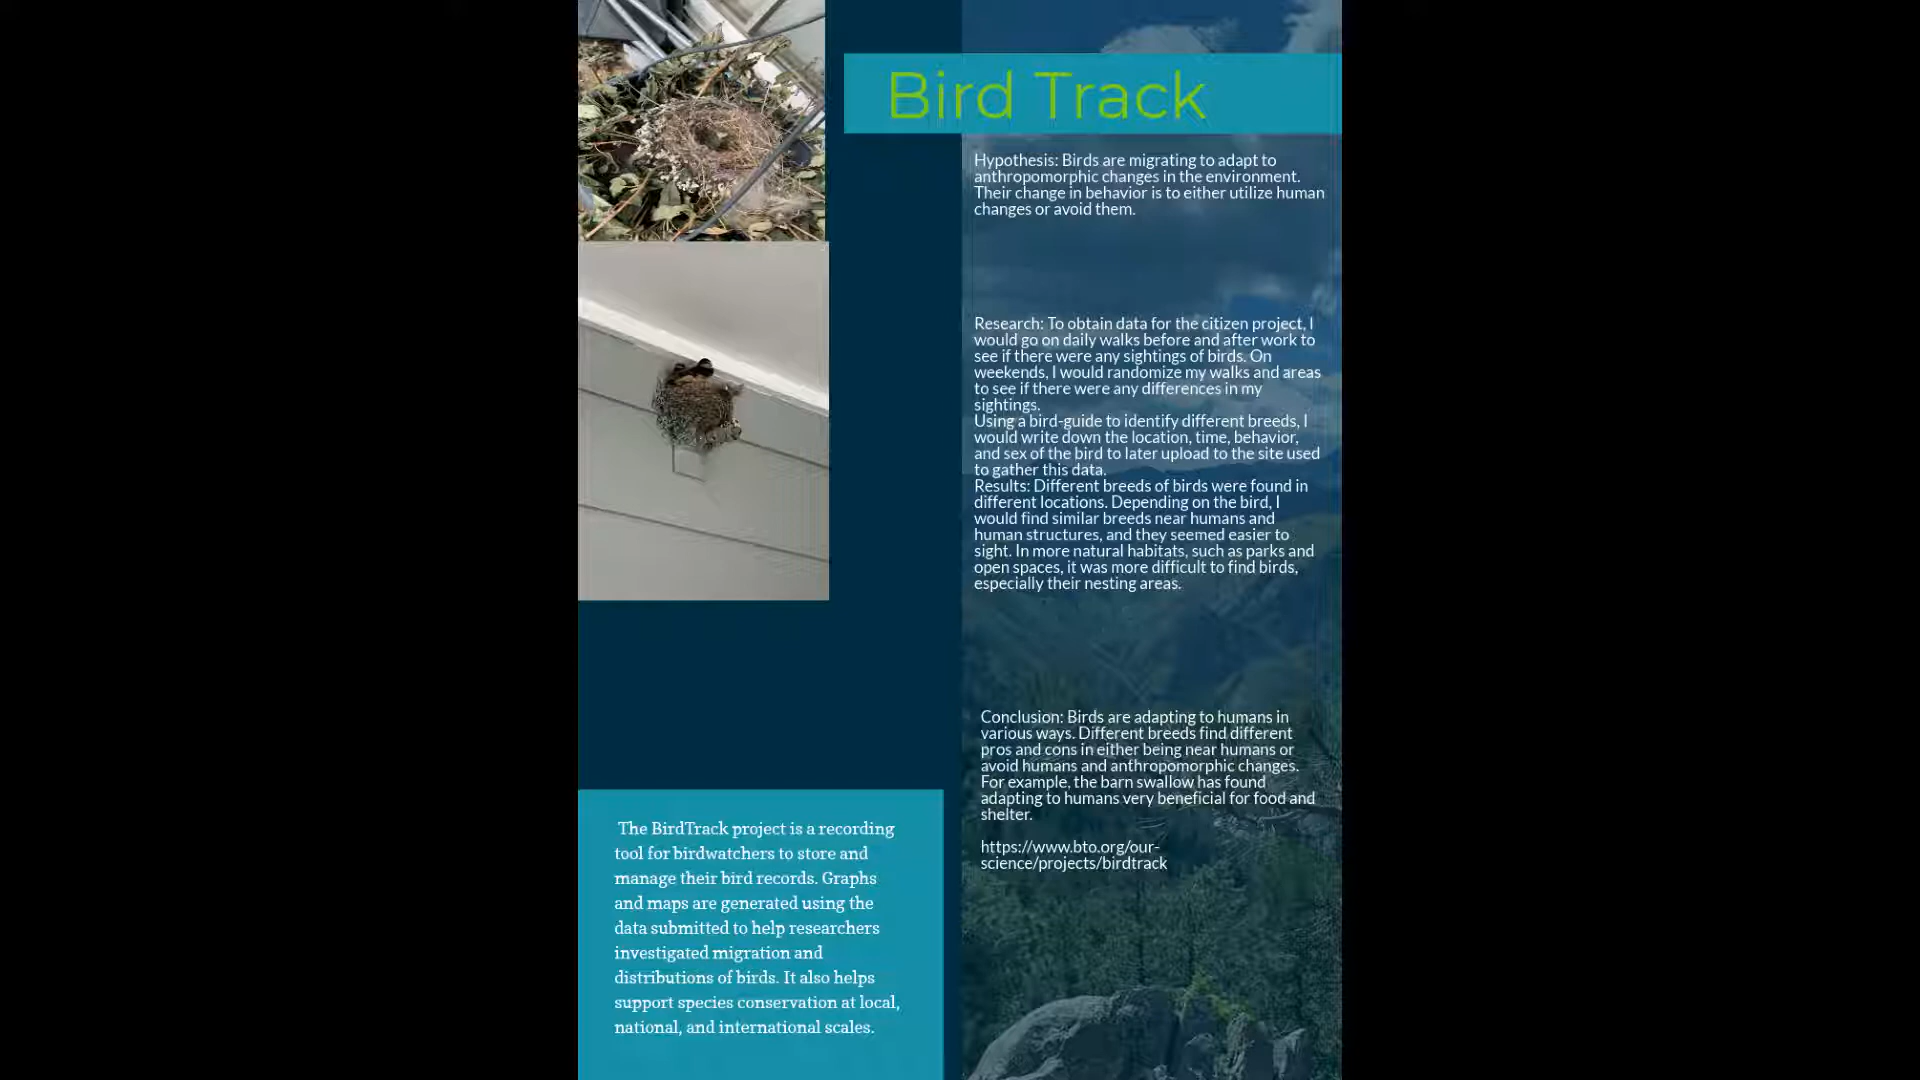 Bird Track
Hypothesis: Birds are migrating to adapt to
anthropomorphic changes in the environment.
Their change in behavior is to either utilize human
changes or avoid them.
Research: To obtain data for the citizen project, I
would go on daily walks before and after work to
see if there were any sightings of birds. On
weekends, I would randomize my walks and areas
to see if there were any differences in my
sightings.
Using a bird-guide to identify different breeds, I
would write down the location, time, behavior,
and sex of the bird to later upload to the site used
to gather this data.
Results: Different breeds of birds were found in
different locations. Depending on the bird, I
would find similar breeds near humans and
human structures, and they seemed easier to
sight. In more natural habitats, such as parks and
open spaces, it was more difficult to find birds,
especially their nesting areas.
Conclusion: Birds are adapting to humans in
various ways. Different breeds find different
pros and cons in either being near humans or
avoid humans and anthropomorphic changes.
For example, the barn swallow has found
adapting to humans very beneficial for food and
shelter.
https://www.bto.org/our-
science/projects/birdtrack
The BirdTrack project is a recording
tool for birdwatchers to store and
manage their bird records. Graphs
and maps are generated using the
data submitted to help researchers
investigated migration and
distributions of birds. It also helps
support species conservation at local,
national, and international scales.